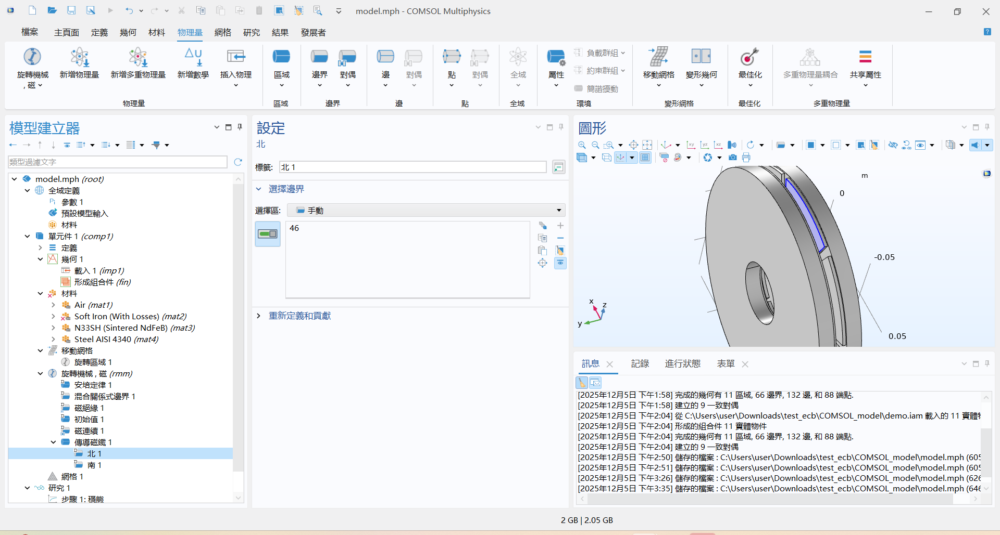 model.mph - COMSOL Multiphysics
檔案 主頁面 定義 幾何 材料 物理量 網格 研究 結果 發展者
旋轉機械
, 磁
新增物理量
新增多重物理量
新增數學
插入物理
物理量
區域
區域
邊界
對偶
邊界
邊
對偶
邊
點
對偶
點
全域
全域
屬性
負載群組
約束群組
簡諧擾動
環境
移動網格
變形幾何
變形網格
最佳化
最佳化
多重物理量耦合
共享屬性
多重物理量
模型建立器
類型過濾文字
model.mph (root)
全域定義
Pi 參數 1
預設模型輸入
材料
單元件 1 (comp1)
定義
幾何 1
載入 1 (imp1)
形成組合件 (fin)
材料
Air (mat1)
Soft Iron (With Losses) (mat2)
N33SH (Sintered NdFeB) (mat3)
Steel AISI 4340 (mat4)
移動網格
旋轉區域 1
旋轉機械 , 磁 (rmm)
安培定律 1
混合關係式邊界 1
磁絕緣 1
初始值 1
磁連續 1
傳導磁鐵 1
北 1
南 1
網格 1
研究 1
步驟 1: 穩態
設定
北
標籤: 北 1
選擇邊界
選擇區: 手動
46
重新定義和貢獻
圖形
xy yz xz
m
0
-0.05
0.05
x
z
y
訊息 記錄 進行狀態 表單
[2025年12月5日 下午1:58] 完成的幾何有 11 區域, 66 邊界, 132 邊, 和 88 端點.
[2025年12月5日 下午1:58] 建立的 9 一致對偶
[2025年12月5日 下午2:04] 從 C:\Users\user\Downloads\test_ecb\COMSOL_model\demo.iam 載入的 11 實體
[2025年12月5日 下午2:04] 形成的組合件 11 實體物件
[2025年12月5日 下午2:04] 完成的幾何有 11 區域, 66 邊界, 132 邊, 和 88 端點.
[2025年12月5日 下午2:04] 建立的 9 一致對偶
[2025年12月5日 下午2:50] 儲存的檔案 : C:\Users\user\Downloads\test_ecb\COMSOL_model\model.mph (605
[2025年12月5日 下午2:51] 儲存的檔案 : C:\Users\user\Downloads\test_ecb\COMSOL_model\model.mph (605
[2025年12月5日 下午3:26] 儲存的檔案 : C:\Users\user\Downloads\test_ecb\COMSOL_model\model.mph (626
[2025年12月5日 下午3:35] 儲存的檔案 : C:\Users\user\Downloads\test_ecb\COMSOL_model\model.mph (646
2 GB | 2.05 GB